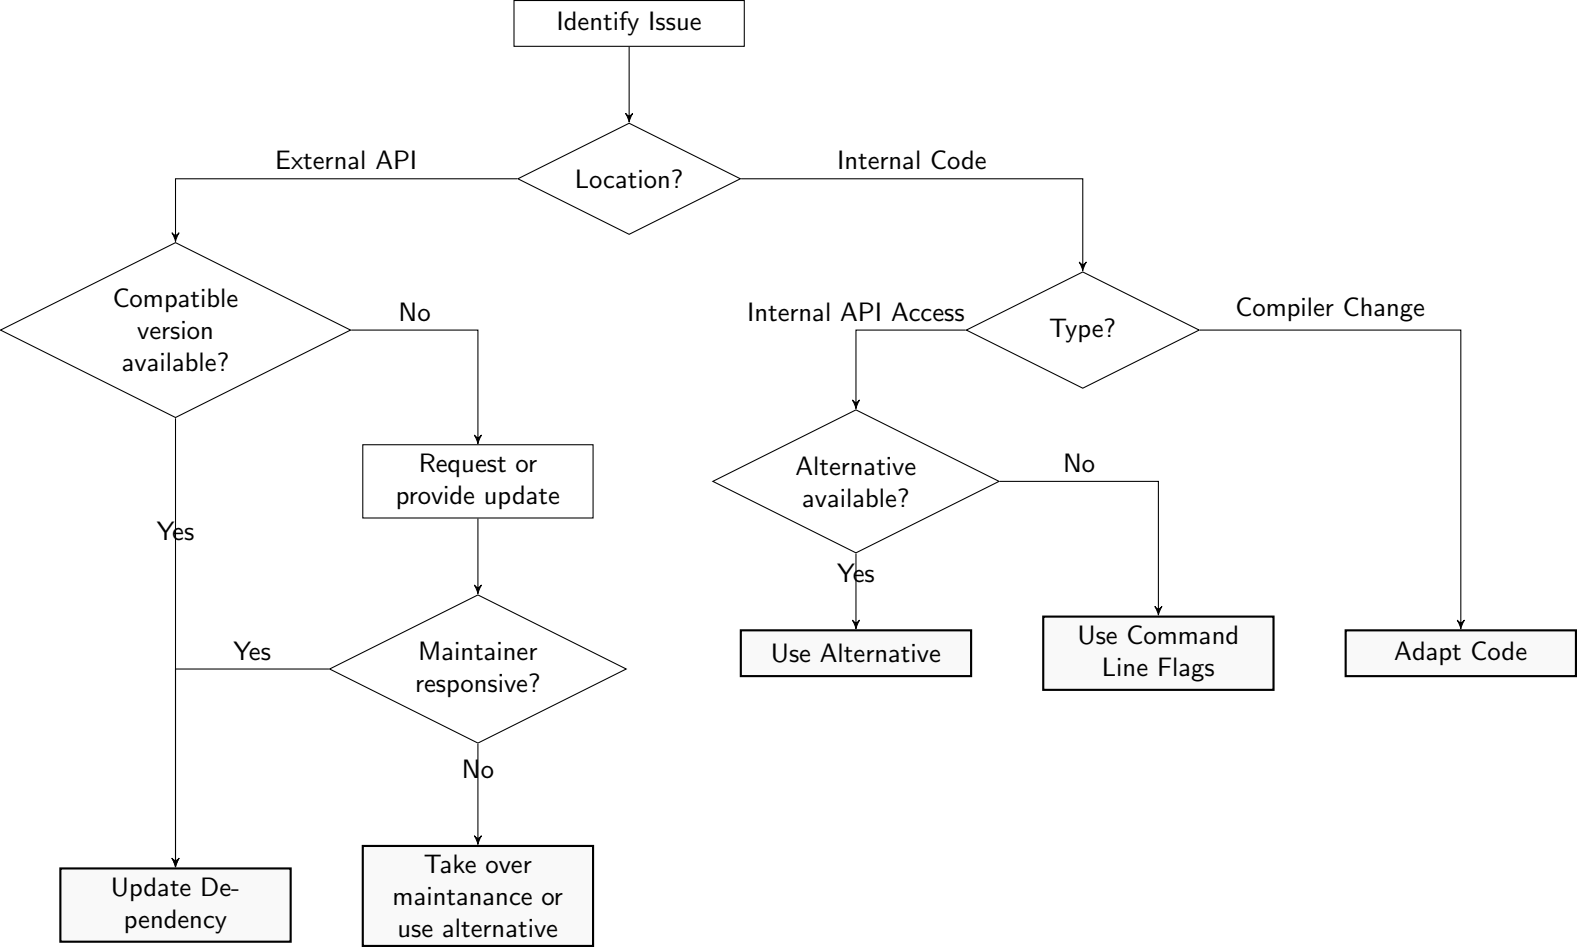 Identify Issue
External API
Location?
Internal Code
Compatible
version
available?
No
Internal API Access
Type?
Compiler Change
Request or
provide update
Alternative
available?
No
Yes
Yes
Yes
Maintainer
responsive?
Use Alternative
Use Command
Line Flags
Adapt Code
No
Update De-
pendency
Take over
maintanance or
use alternative